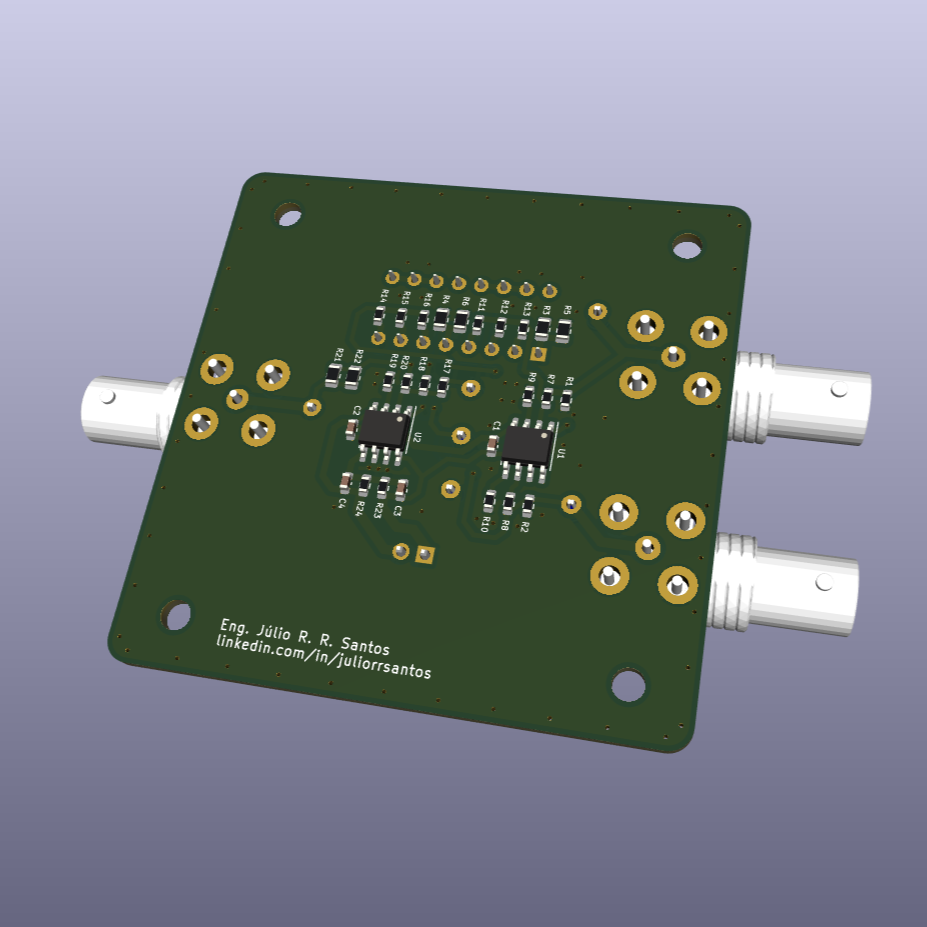 R14
R15
R16
R4
R6
R11
R12
R13
R3
R5
R21
R22
R19
R20
R18
R17
R9
R7
R1
C2
U2
C1
U1
C4
R24
R23
C3
R10
R8
R2
Eng. Júlio R. R. Santos
linkedin.com/in/juliorrsantos